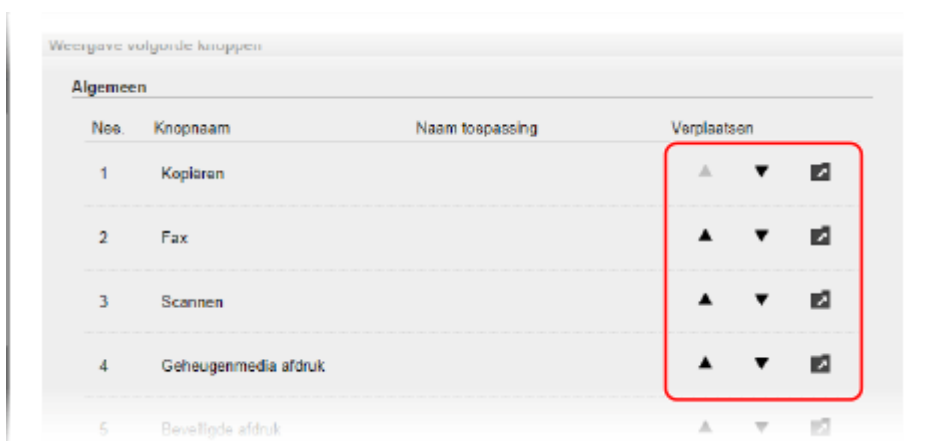 Weergave volgorde knoppen
Algemeen
Nee. Knopnaam Naam toepassing Verplaatsen
1 Kopiëren
2 Fax
3 Scannen
4 Geheugenmedia afdruk
5 Beveiligde afdruk